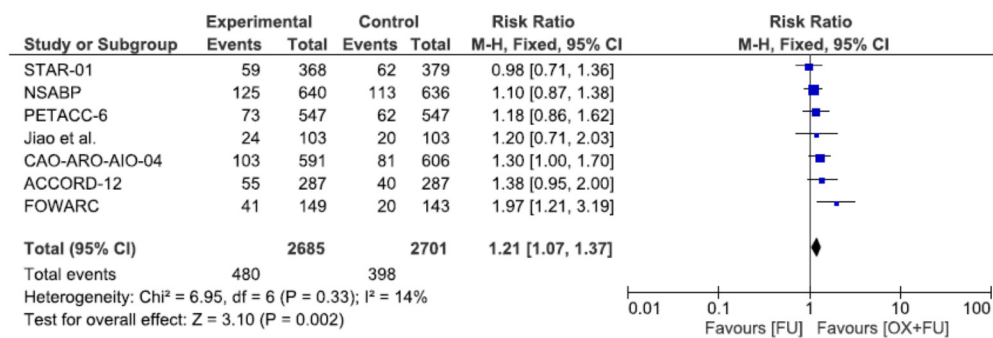 Experimental Control Risk Ratio Risk Ratio
Study or Subgroup Events Total Events Total M-H, Fixed, 95% CI M-H, Fixed, 95% CI
STAR-01 59 368 62 379 0.98 [0.71, 1.36]
NSABP 125 640 113 636 1.10 [0.87, 1.38]
PETACC-6 73 547 62 547 1.18 [0.86, 1.62]
Jiao et al. 24 103 20 103 1.20 [0.71, 2.03]
CAO-ARO-AIO-04 103 591 81 606 1.30 [1.00, 1.70]
ACCORD-12 55 287 40 287 1.38 [0.95, 2.00]
FOWARC 41 149 20 143 1.97 [1.21, 3.19]
Total (95% CI) 2685 2701 1.21 [1.07, 1.37]
Total events 480 398
Heterogeneity: Chi² = 6.95, df = 6 (P = 0.33); I² = 14%
Test for overall effect: Z = 3.10 (P = 0.002)
0.01 0.1 1 10 100
Favours [FU] Favours [OX+FU]